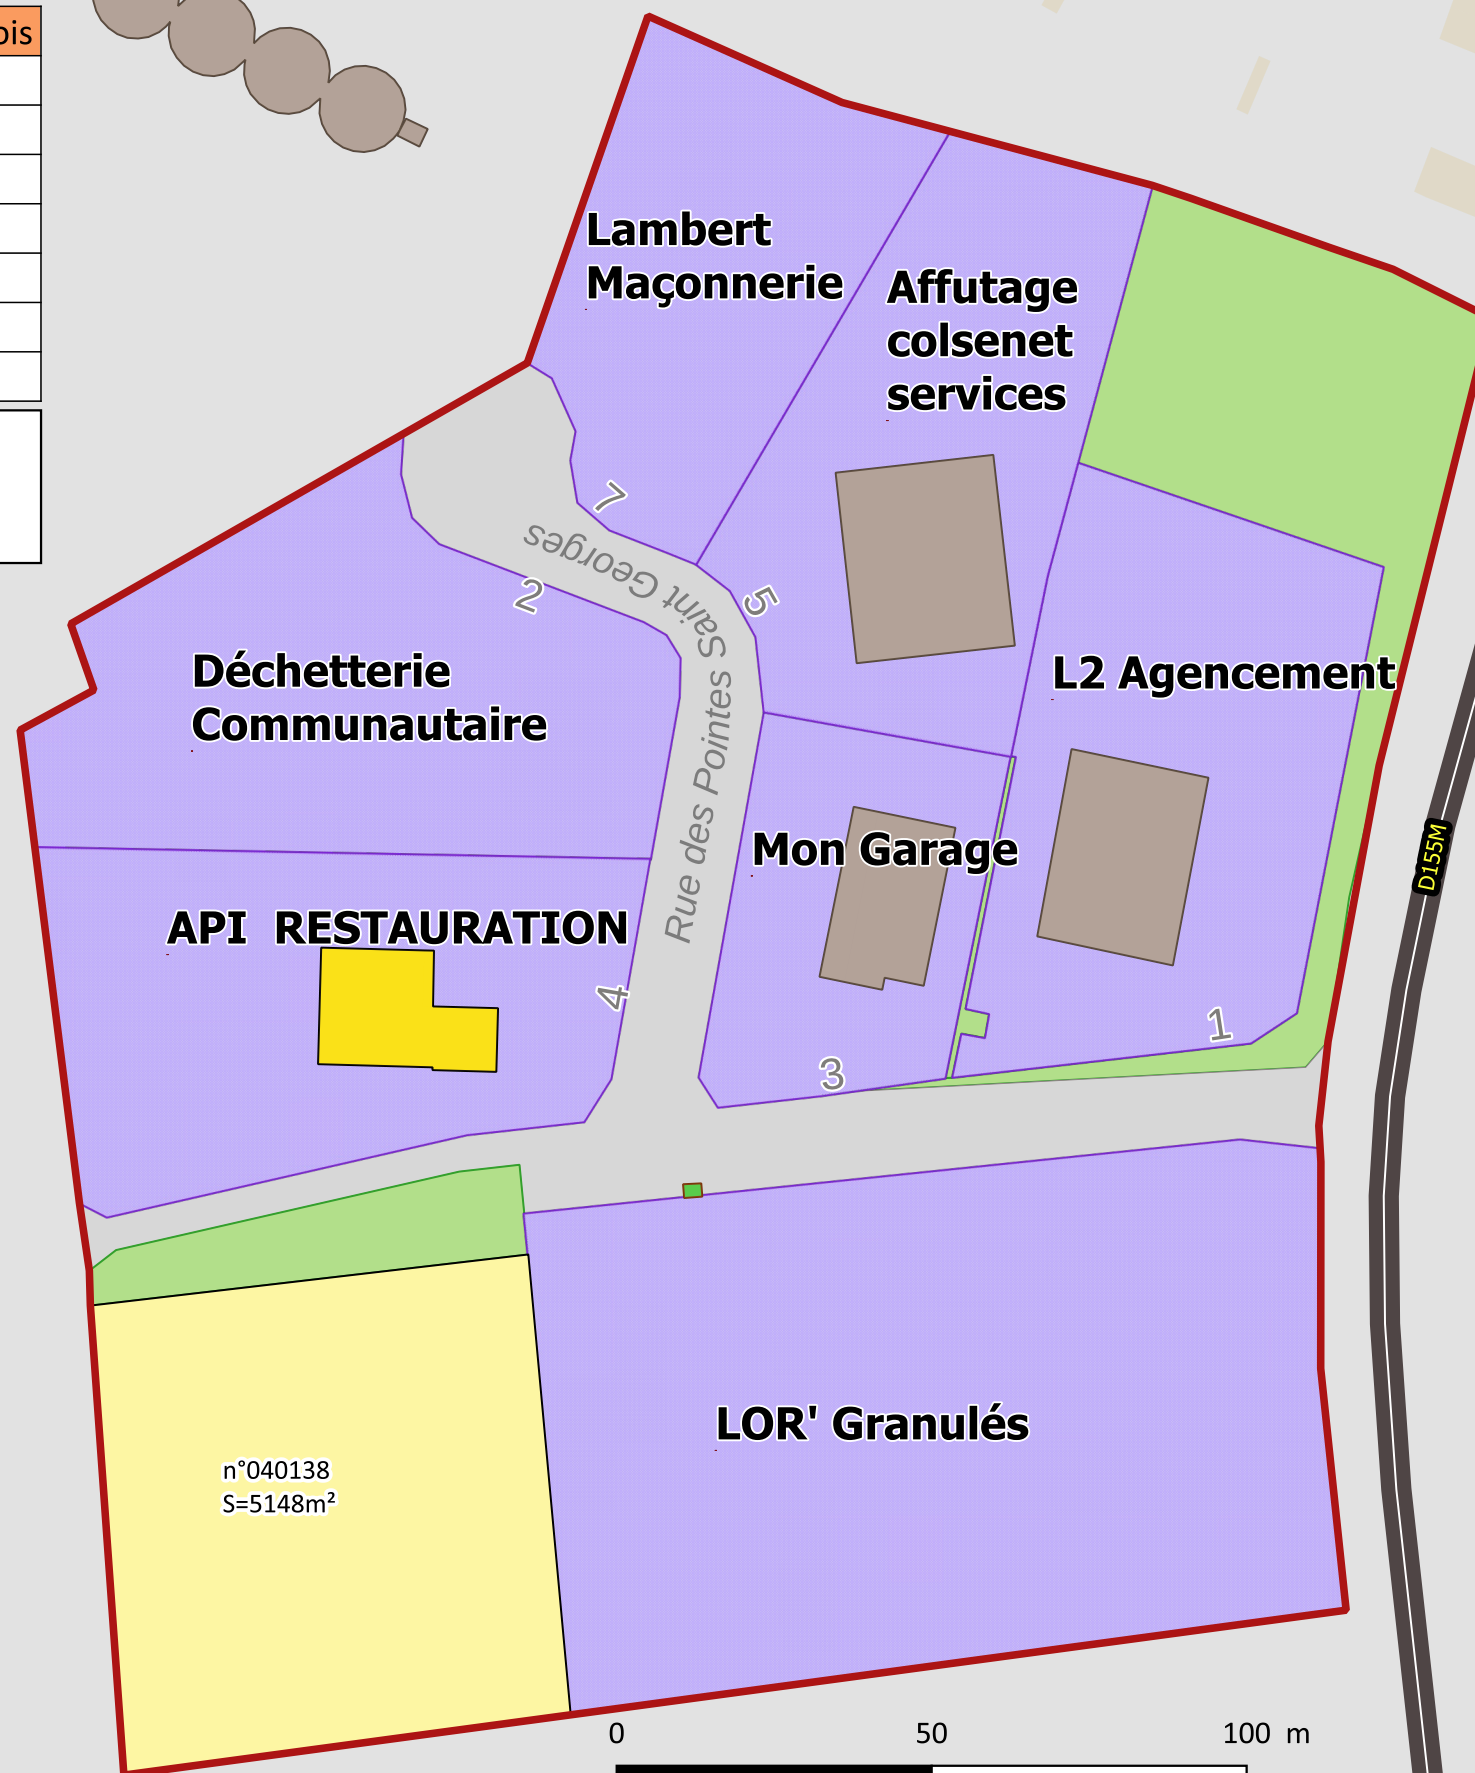 ois
Lambert
Maçonnerie
Affutage
colsenet
services
7
5
2
Rue des Pointes Saint Georges
Déchetterie
Communautaire
L2 Agencement
Mon Garage
D155M
API RESTAURATION
4
1
3
LOR' Granulés
n°040138
S=5148m²
0 50 100 m